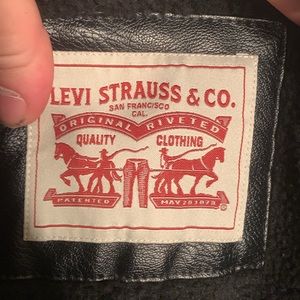 LEVI STRAUSS & CO.
SAN FRANCISCO
CAL.
ORIGINAL RIVETED
QUALITY CLOTHING
PATENTED MAY 20 1873
®